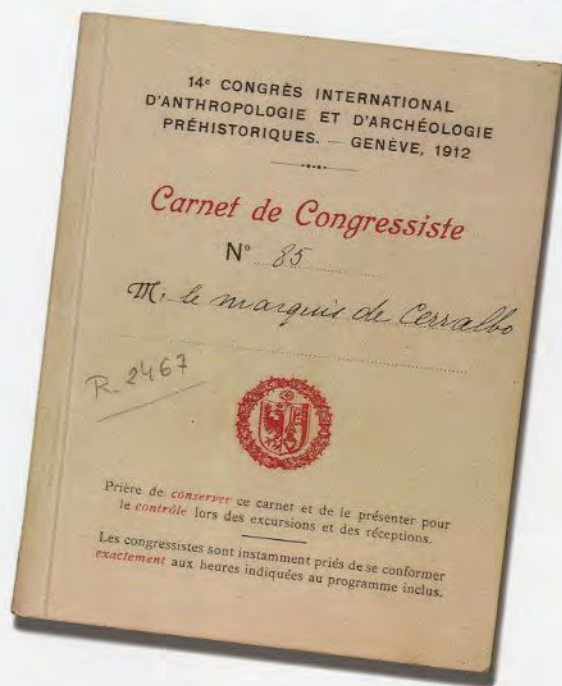 14e CONGRÈS INTERNATIONAL
D'ANTHROPOLOGIE ET D'ARCHÉOLOGIE
PRÉHISTORIQUES. — GENÈVE, 1912
Carnet de Congressiste
N° 85
M. le marquis de Cerralbo
R. 2467
Prière de conserver ce carnet et de le présenter pour
le contrôle lors des excursions et des réceptions.
Les congressistes sont instamment priés de se conformer
exactement aux heures indiquées au programme inclus.